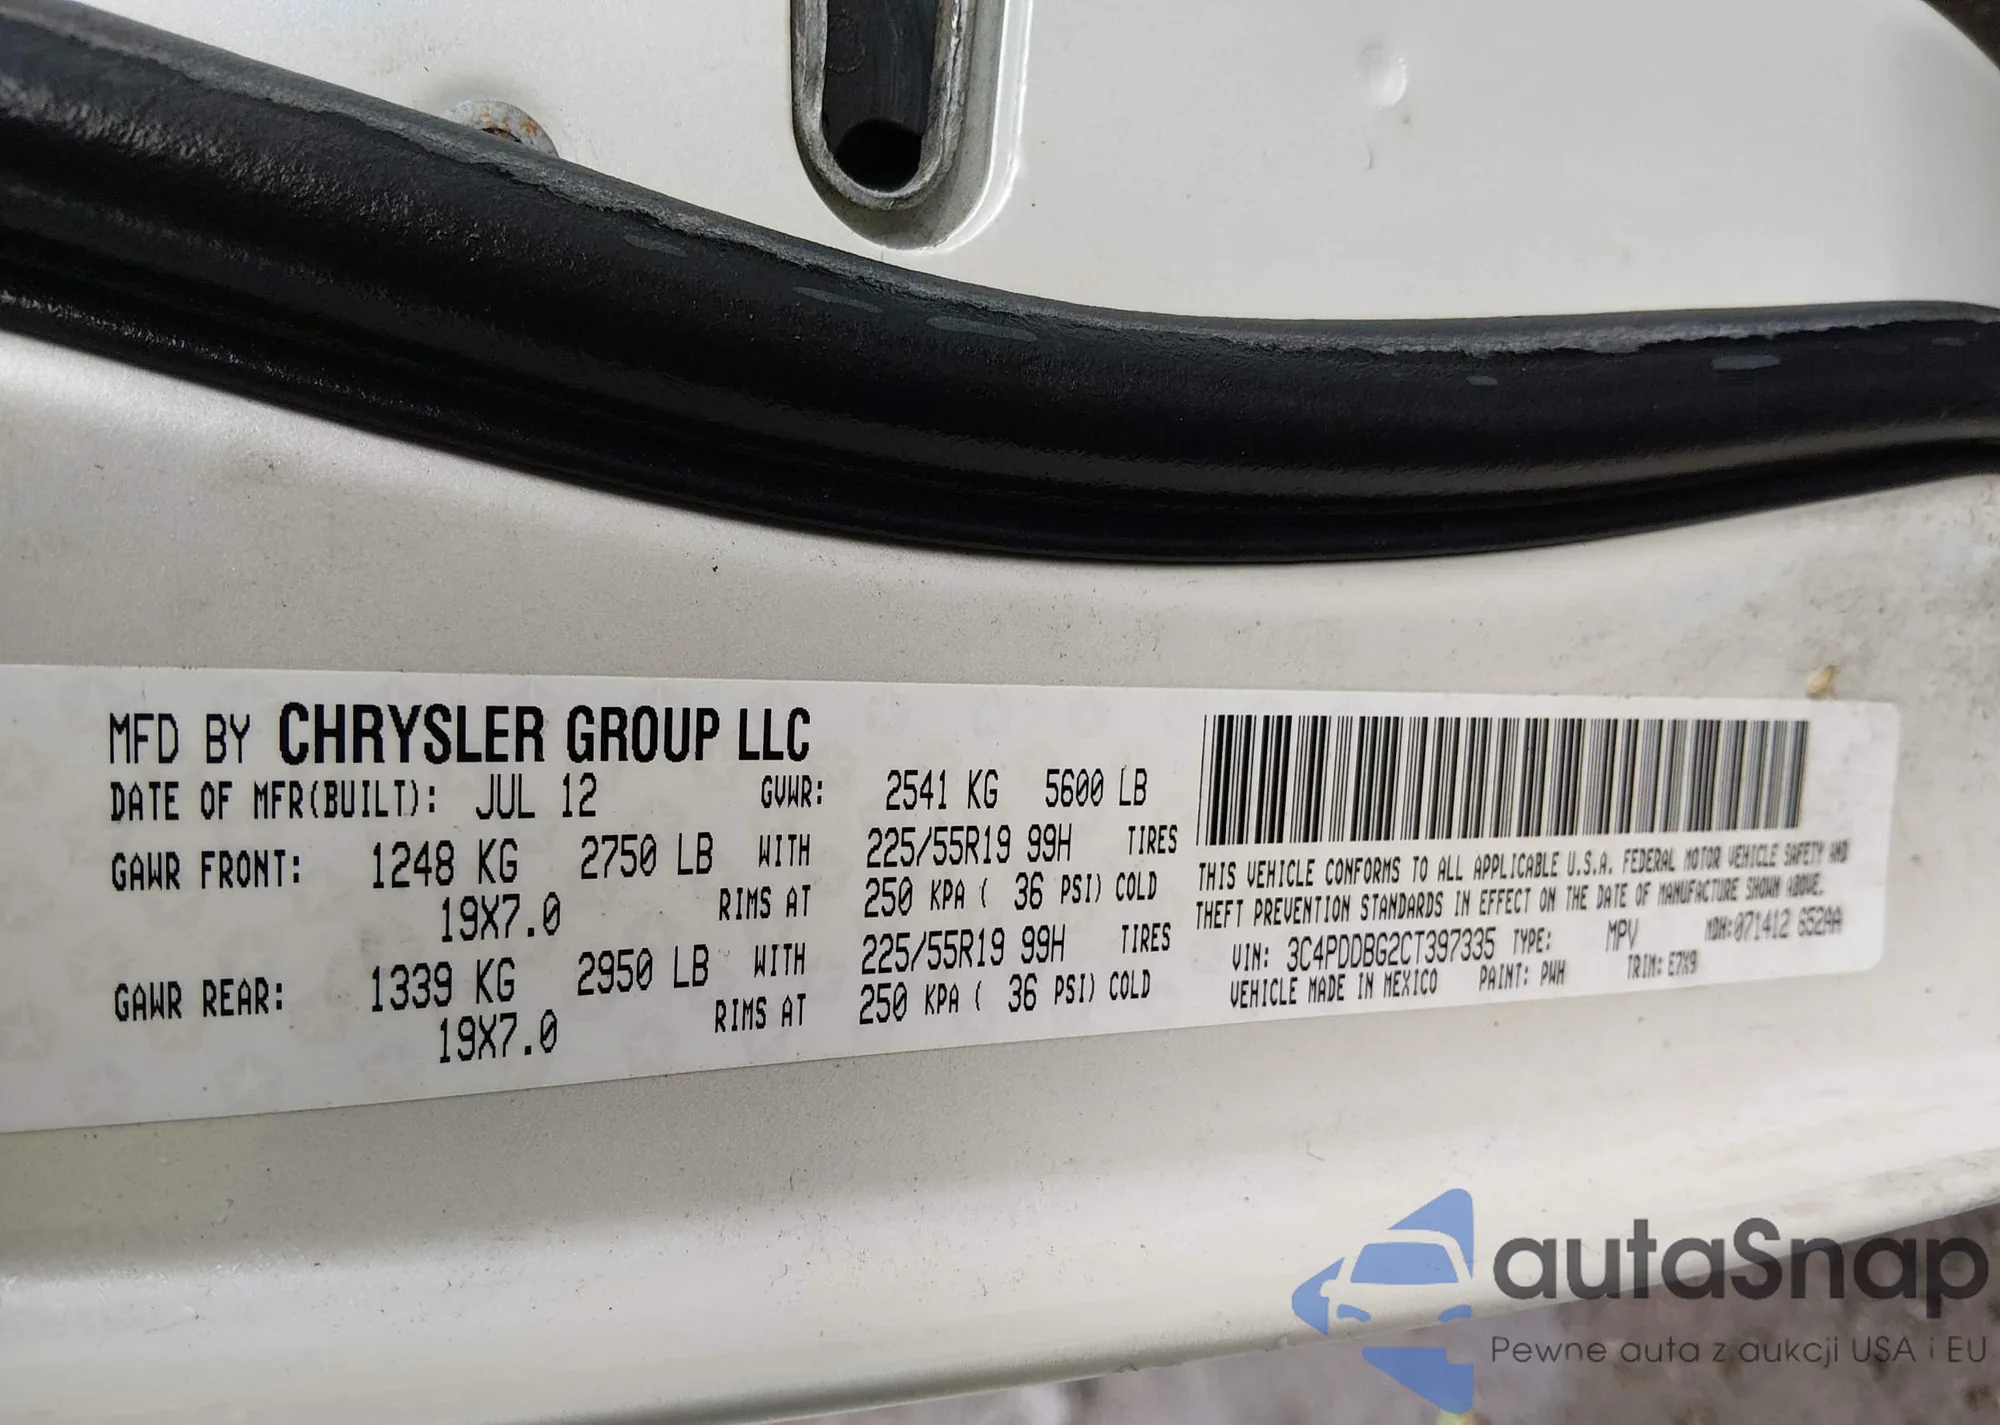 MFD BY CHRYSLER GROUP LLC
DATE OF MFR(BUILT): JUL 12 GVWR: 2541 KG 5600 LB
GAWR FRONT: 1248 KG 2750 LB WITH 225/55R19 99H TIRES
19X7.0 RIMS AT 250 KPA ( 36 PSI) COLD
GAWR REAR: 1339 KG 2950 LB WITH 225/55R19 99H TIRES
19X7.0 RIMS AT 250 KPA ( 36 PSI) COLD
THIS VEHICLE CONFORMS TO ALL APPLICABLE U.S.A. FEDERAL MOTOR VEHICLE SAFETY AND
THEFT PREVENTION STANDARDS IN EFFECT ON THE DATE OF MANUFACTURE SHOWN ABOVE.
VIN: 3C4PDDBG2CT397335 TYPE: MPV MDH:071412 652AA
VEHICLE MADE IN MEXICO PAINT: PWH TRIM: E7X9
autaSnap
Pewne auta z aukcji USA i EU